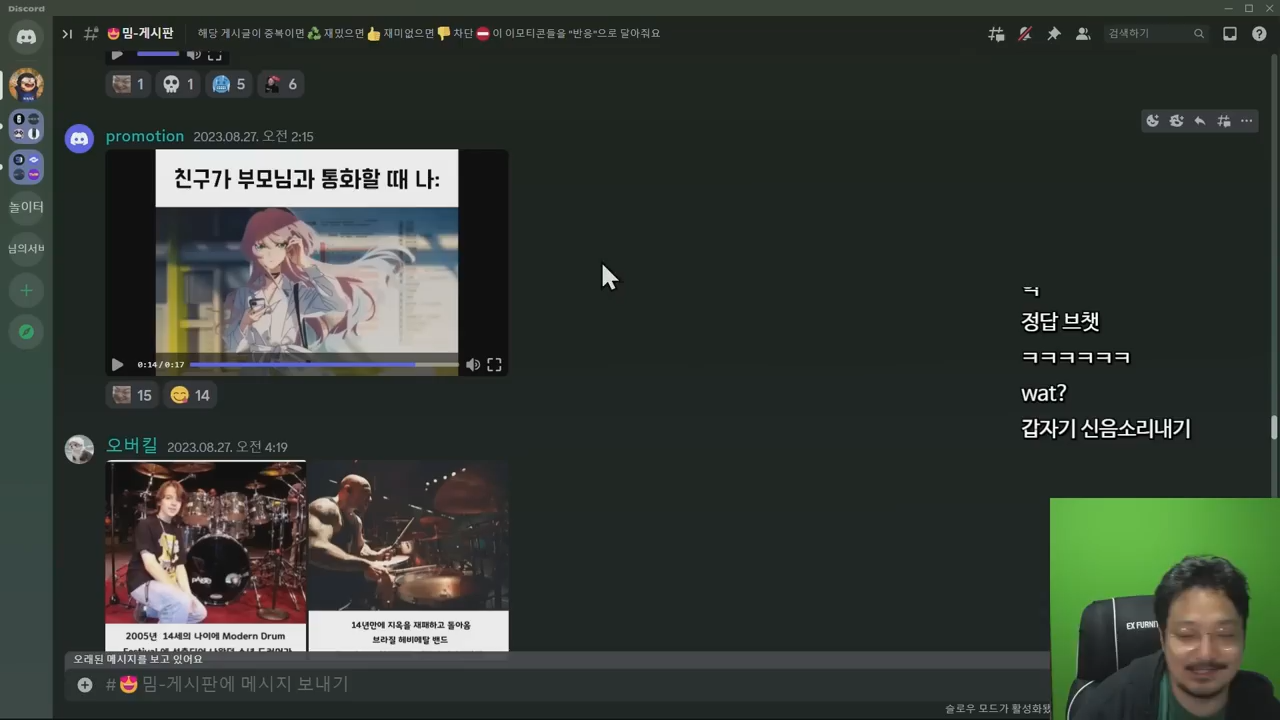 Discord
밈-게시판
해당 게시글이 중복이면 재밌으면 재미없으면 차단 이 이모티콘들을 "반응"으로 달아줘요
검색하기
1 1 5 6
promotion 2023.08.27. 오전 2:15
친구가 부모님과 통화할 때 나:
놀이터
님의서버
0:14/0:17
정답 브챗
ㅋㅋㅋㅋㅋㅋ
wat?
갑자기 신음소리내기
15 14
오버킬 2023.08.27. 오전 4:19
2005년 14세의 나이에 Modern Drum
14년만에 지옥을 재패하고 돌아옴
브라질 헤비메탈 밴드
EX FURNI
오래된 메시지를 보고 있어요
#밈-게시판에 메시지 보내기
슬로우 모드가 활성화됐